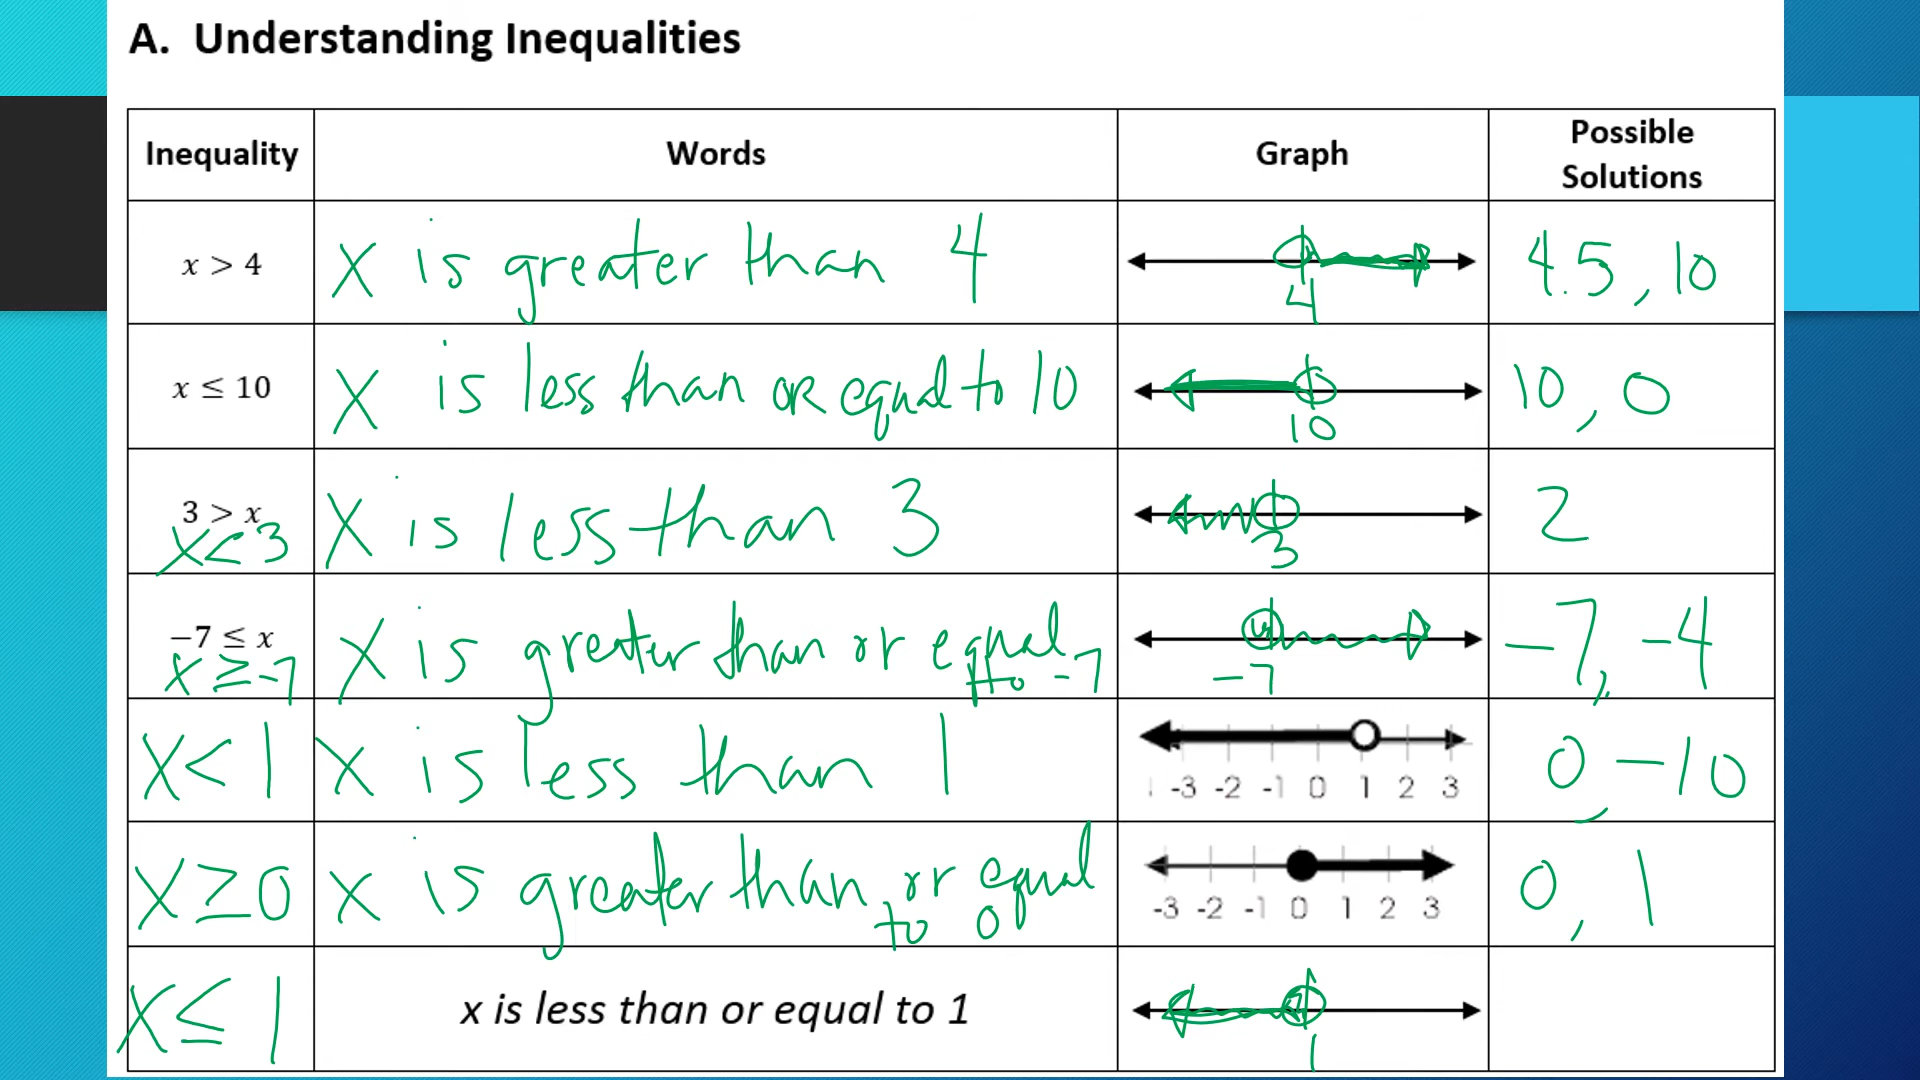 A. Understanding Inequalities
Inequality Words Graph Possible Solutions
x > 4 x is greater than 4 4 4.5, 10
x ≤ 10 x is less than or equal to 10 10 10, 0
3 > x x is less than 3 3 2
x < 3
−7 ≤ x x is greater than or equal to -7 -7 -7, -4
x ≥ -7
x < 1 x is less than 1 -3 -2 -1 0 1 2 3 0, -10
x ≥ 0 x is greater than or equal to 0 -3 -2 -1 0 1 2 3 0, 1
x ≤ 1 x is less than or equal to 1 1